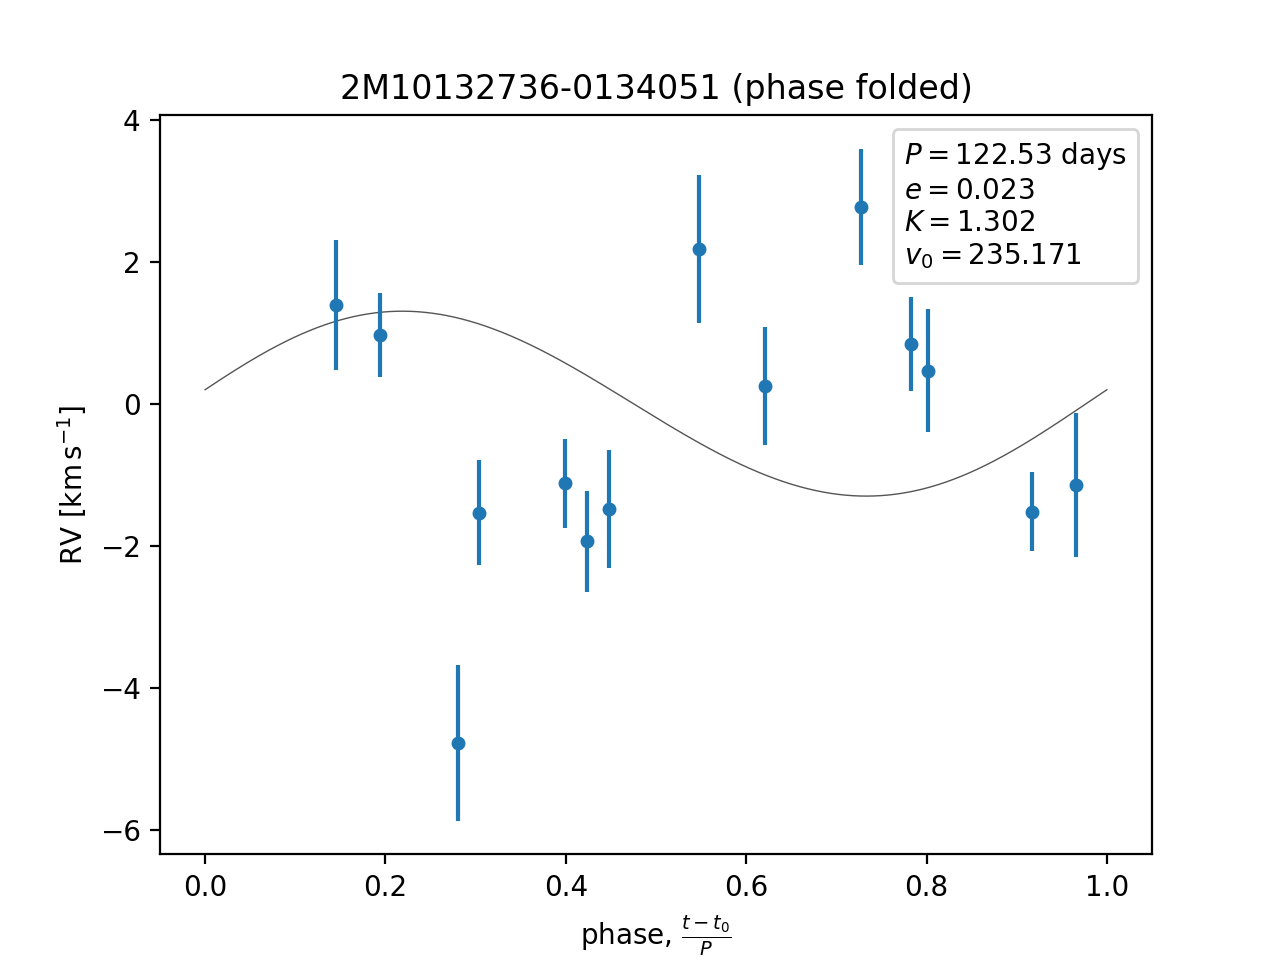 2M10132736-0134051 (phase folded)
P = 122.53 days
e = 0.023
K = 1.302
v₀ = 235.171
RV [km s⁻¹]
4
2
0
−2
−4
−6
0.0 0.2 0.4 0.6 0.8 1.0
phase, (t − t₀)/P